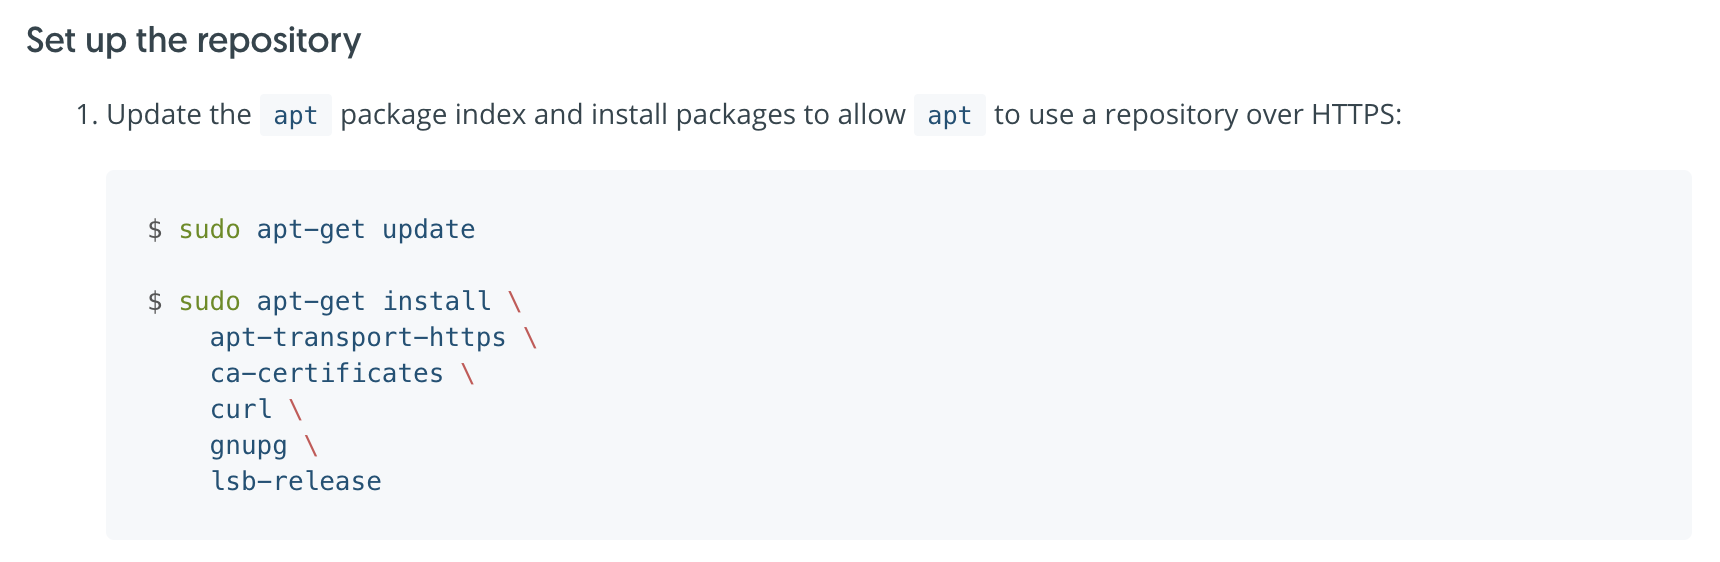 Set up the repository
1. Update the apt package index and install packages to allow apt to use a repository over HTTPS:
$ sudo apt-get update
$ sudo apt-get install \
apt-transport-https \
ca-certificates \
curl \
gnupg \
lsb-release